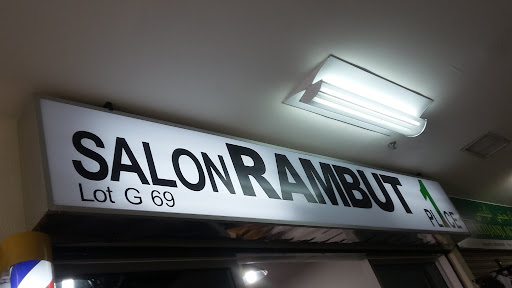 SALON RAMBUT
Lot G 69
1 PLACE